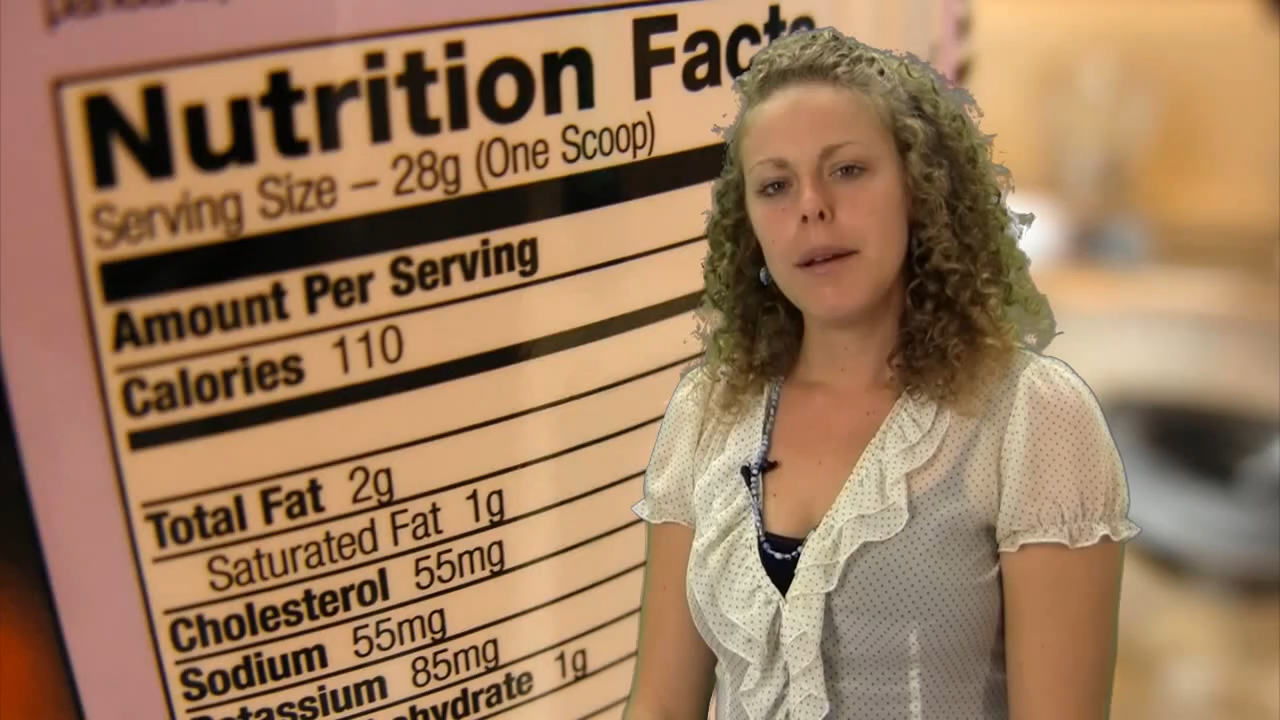 Nutrition Facts
Serving Size – 28g (One Scoop)
Amount Per Serving
Calories 110
Total Fat 2g
Saturated Fat 1g
Cholesterol 55mg
Sodium 55mg
Potassium 85mg
1g